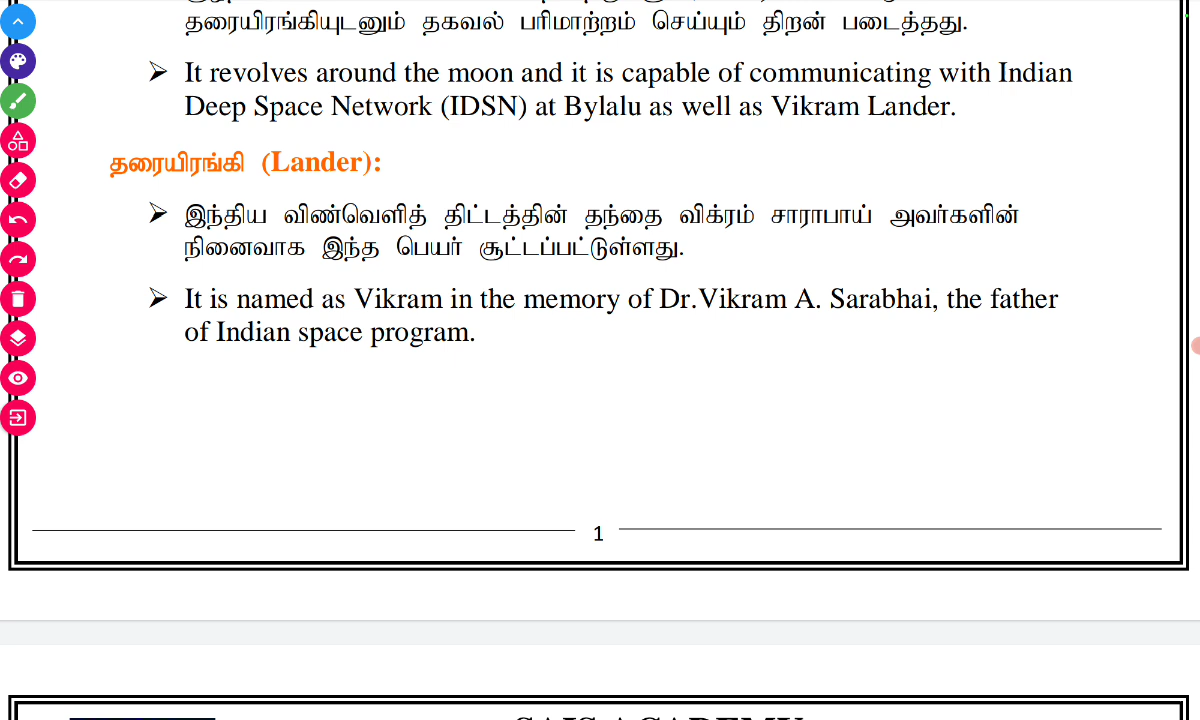 தரையிரங்கியுடனும் தகவல் பரிமாற்றம் செய்யும் திறன் படைத்தது.
➢ It revolves around the moon and it is capable of communicating with Indian
Deep Space Network (IDSN) at Bylalu as well as Vikram Lander.
தரையிரங்கி (Lander):
➢ இந்திய விண்வெளித் திட்டத்தின் தந்தை விக்ரம் சாராபாய் அவர்களின்
நினைவாக இந்த பெயர் சூட்டப்பட்டுள்ளது.
➢ It is named as Vikram in the memory of Dr.Vikram A. Sarabhai, the father
of Indian space program.
1